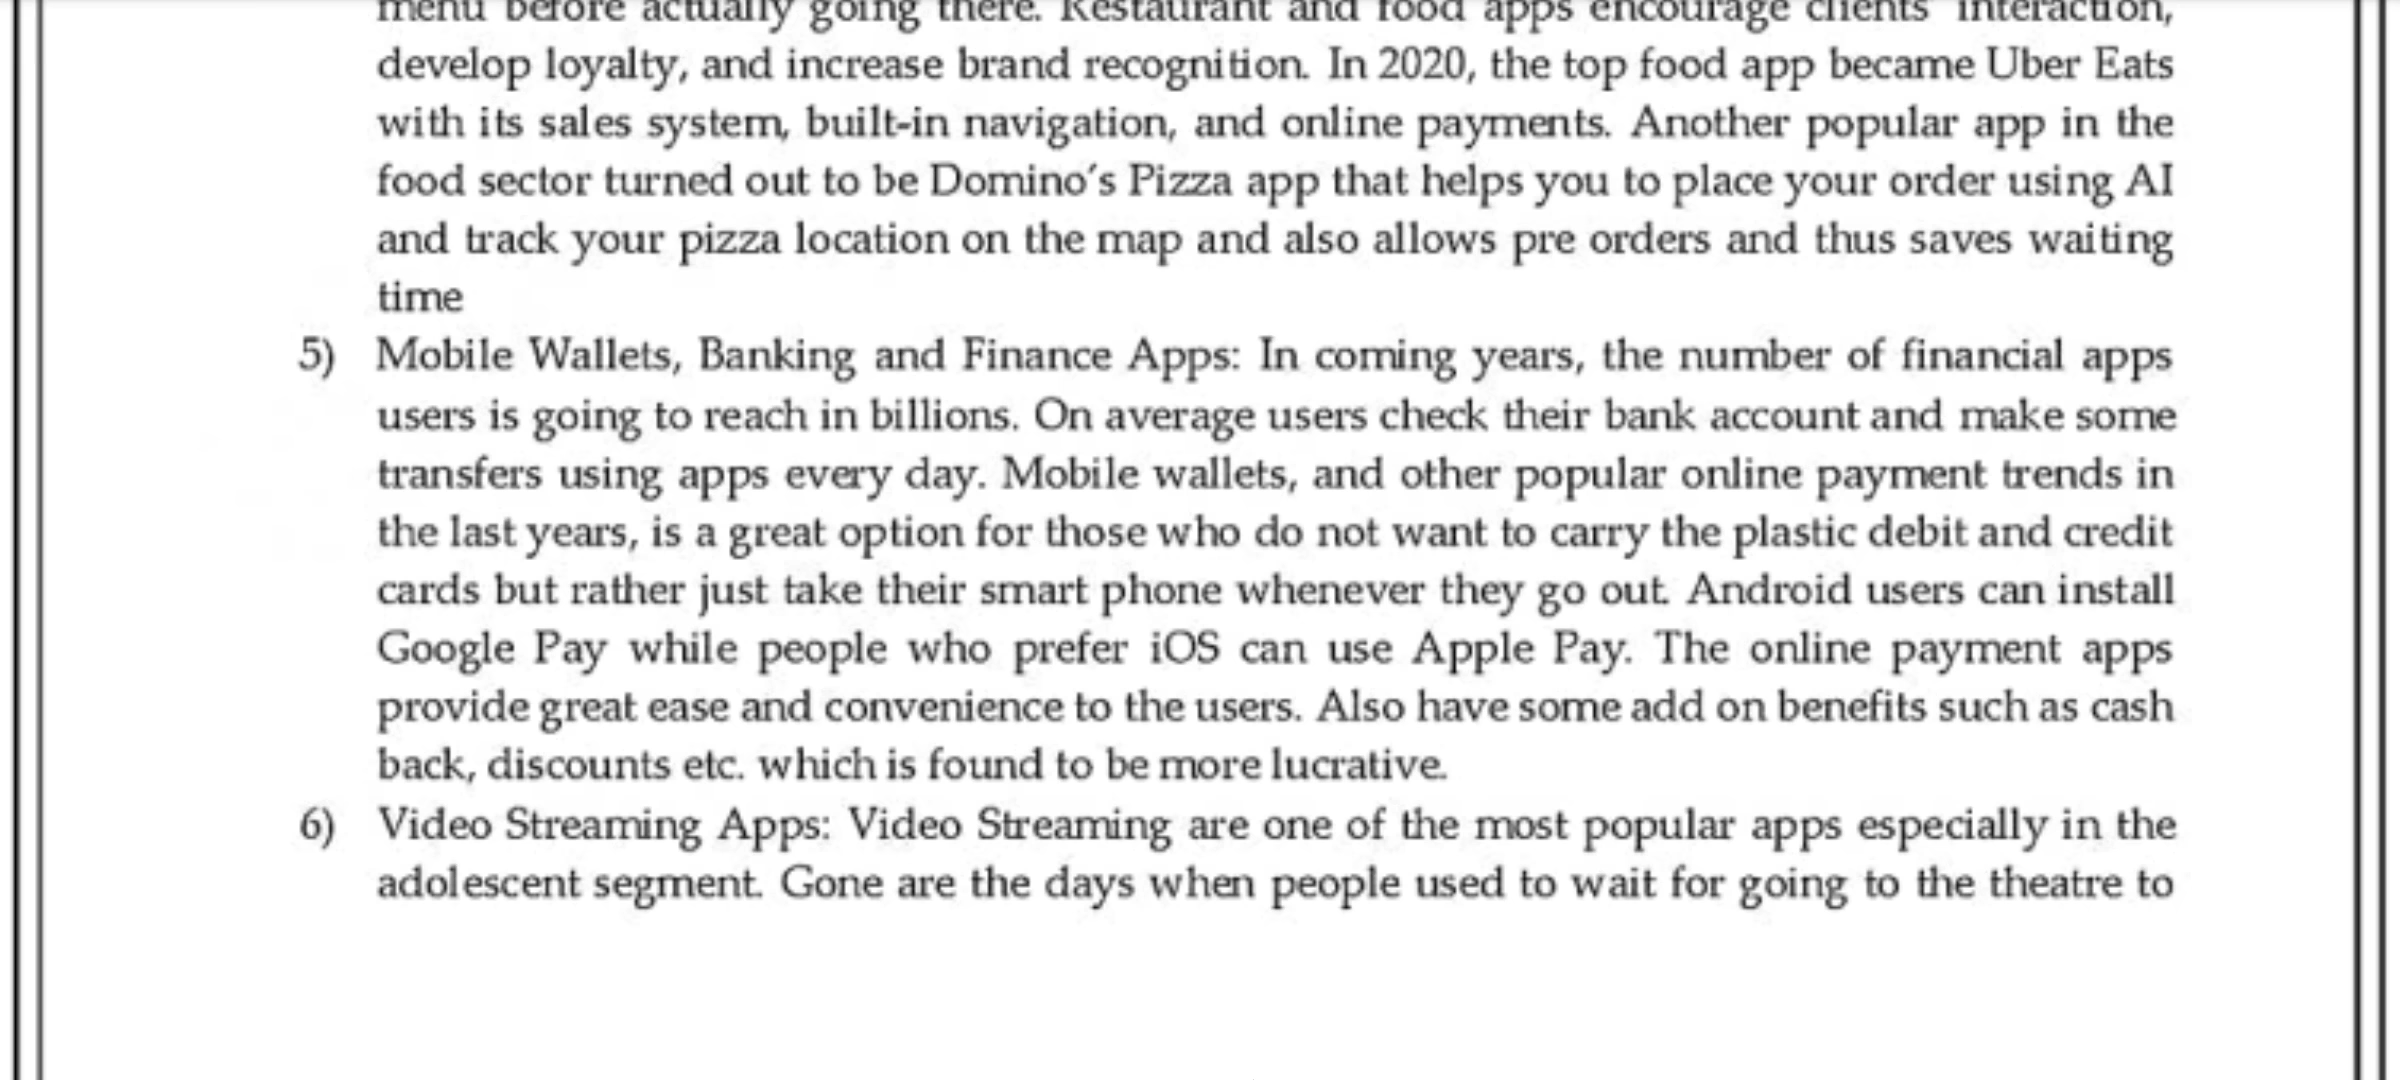 menu before actually going there. Restaurant and food apps encourage clients' interaction,
develop loyalty, and increase brand recognition. In 2020, the top food app became Uber Eats
with its sales system, built-in navigation, and online payments. Another popular app in the
food sector turned out to be Domino's Pizza app that helps you to place your order using AI
and track your pizza location on the map and also allows pre orders and thus saves waiting
time
5) Mobile Wallets, Banking and Finance Apps: In coming years, the number of financial apps
users is going to reach in billions. On average users check their bank account and make some
transfers using apps every day. Mobile wallets, and other popular online payment trends in
the last years, is a great option for those who do not want to carry the plastic debit and credit
cards but rather just take their smart phone whenever they go out. Android users can install
Google Pay while people who prefer iOS can use Apple Pay. The online payment apps
provide great ease and convenience to the users. Also have some add on benefits such as cash
back, discounts etc. which is found to be more lucrative.
6) Video Streaming Apps: Video Streaming are one of the most popular apps especially in the
adolescent segment. Gone are the days when people used to wait for going to the theatre to